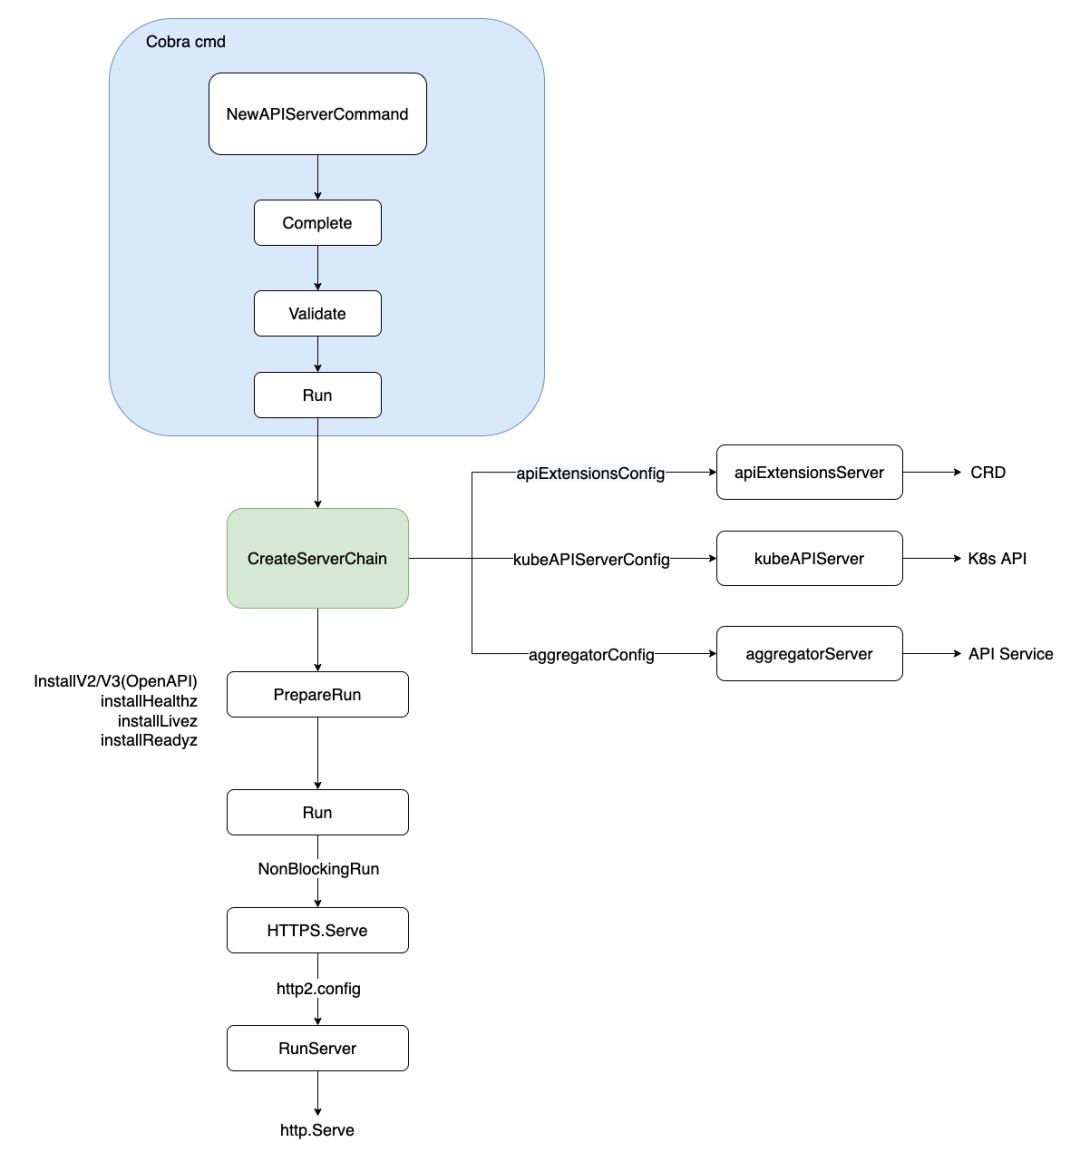 Cobra cmd
NewAPIServerCommand
Complete
Validate
Run
apiExtensionsConfig
apiExtensionsServer
CRD
CreateServerChain
kubeAPIServerConfig
kubeAPIServer
K8s API
aggregatorConfig
aggregatorServer
API Service
InstallV2/V3(OpenAPI)
installHealthz
installLivez
installReadyz
PrepareRun
Run
NonBlockingRun
HTTPS.Serve
http2.config
RunServer
http.Serve